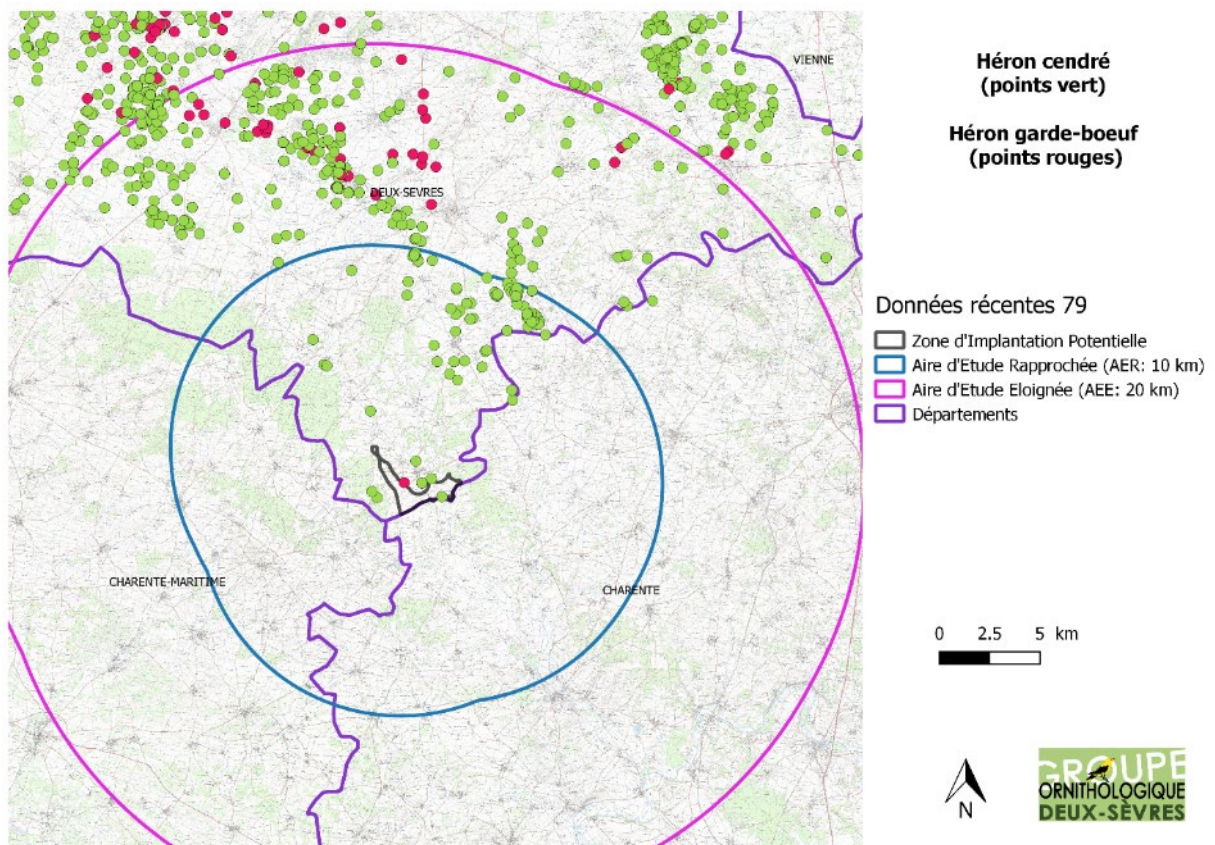 VIENNE
DEUX-SÈVRES
CHARENTE-MARITIME
CHARENTE
Héron cendré
(points vert)
Héron garde-boeuf
(points rouges)
Données récentes 79
Zone d'Implantation Potentielle
Aire d'Etude Rapprochée (AER: 10 km)
Aire d'Etude Eloignée (AEE: 20 km)
Départements
0 2.5 5 km
N
GROUPE
ORNITHOLOGIQUE
DEUX-SÈVRES